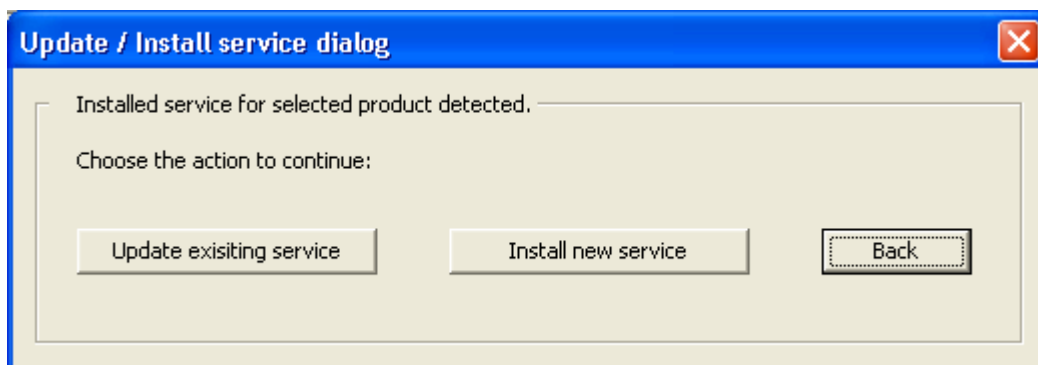 Update / Install service dialog
Installed service for selected product detected.
Choose the action to continue:
Update exisiting service
Install new service
Back